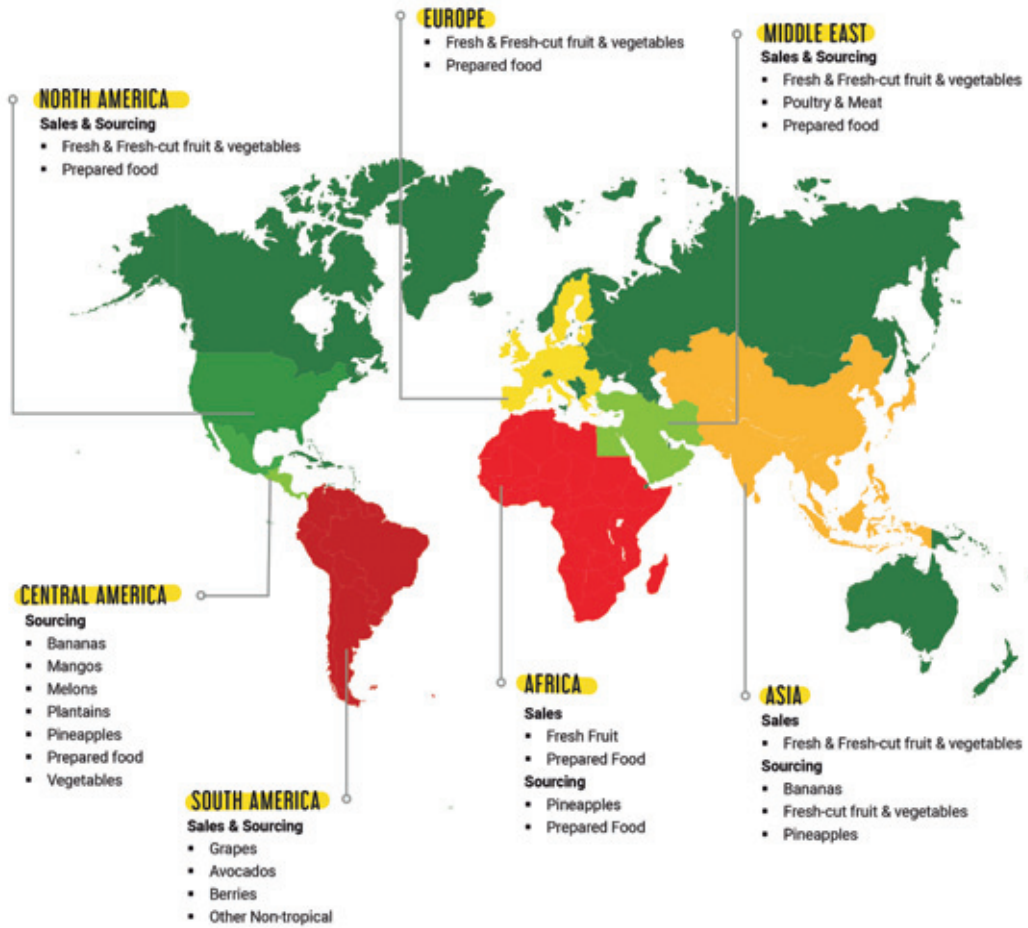 EUROPE
▪ Fresh & Fresh-cut fruit & vegetables
▪ Prepared food
MIDDLE EAST
Sales & Sourcing
▪ Fresh & Fresh-cut fruit & vegetables
▪ Poultry & Meat
▪ Prepared food
NORTH AMERICA
Sales & Sourcing
▪ Fresh & Fresh-cut fruit & vegetables
▪ Prepared food
CENTRAL AMERICA
Sourcing
▪ Bananas
▪ Mangos
▪ Melons
▪ Plantains
▪ Pineapples
▪ Prepared food
▪ Vegetables
SOUTH AMERICA
Sales & Sourcing
▪ Grapes
▪ Avocados
▪ Berries
▪ Other Non-tropical
AFRICA
Sales
▪ Fresh Fruit
▪ Prepared Food
Sourcing
▪ Pineapples
▪ Prepared Food
ASIA
Sales
▪ Fresh & Fresh-cut fruit & vegetables
Sourcing
▪ Bananas
▪ Fresh-cut fruit & vegetables
▪ Pineapples